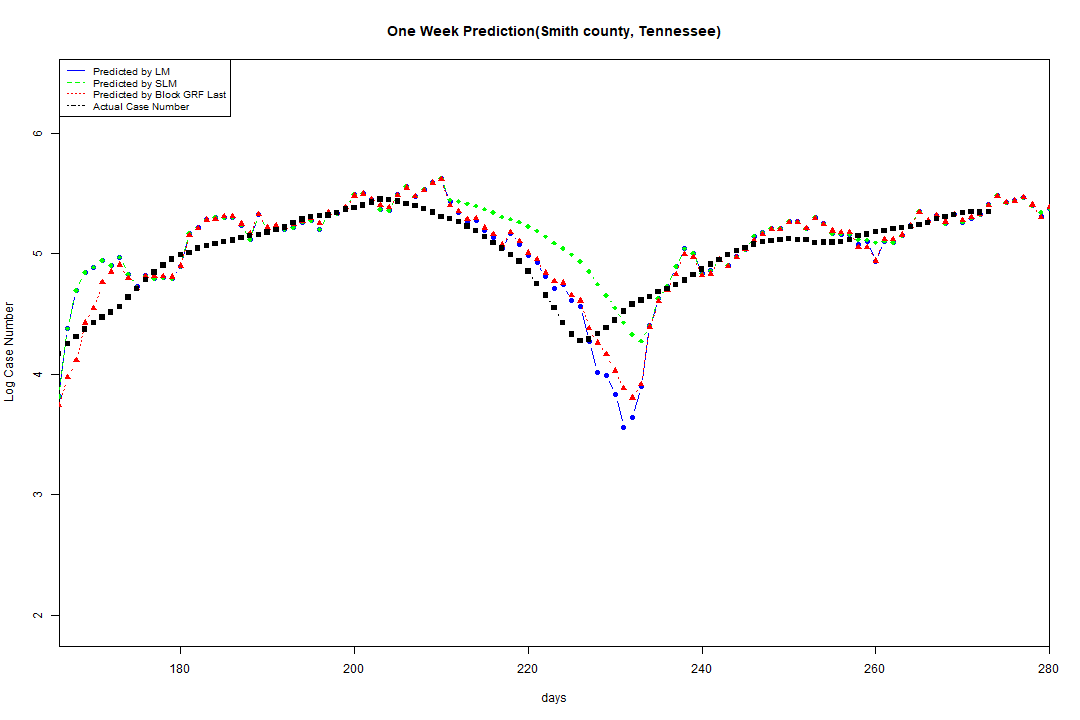 One Week Prediction(Smith county, Tennessee)
Predicted by LM
Predicted by SLM
Predicted by Block GRF Last
Actual Case Number
6
5
4
3
2
Log Case Number
180 200 220 240 260 280
days